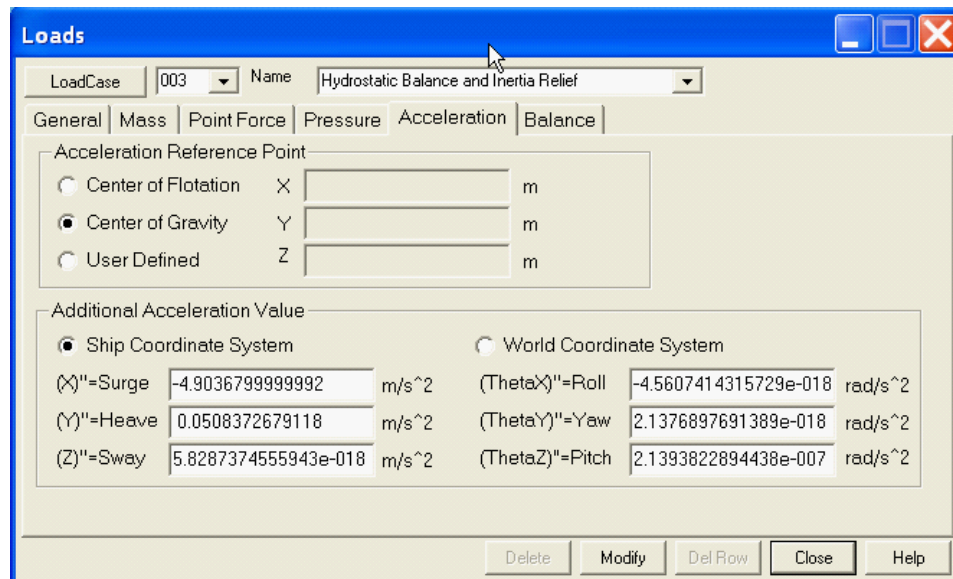 Loads
LoadCase 003 Name Hydrostatic Balance and Inertia Relief
General Mass Point Force Pressure Acceleration Balance
Acceleration Reference Point
Center of Flotation X m
Center of Gravity Y m
User Defined Z m
Additional Acceleration Value
Ship Coordinate System World Coordinate System
(X)"=Surge -4.9036799999992 m/s^2 (ThetaX)"=Roll -4.5607414315729e-018 rad/s^2
(Y)"=Heave 0.0508372679118 m/s^2 (ThetaY)"=Yaw 2.1376897691389e-018 rad/s^2
(Z)"=Sway 5.8287374555943e-018 m/s^2 (ThetaZ)"=Pitch 2.1393822894438e-007 rad/s^2
Delete Modify Del Row Close Help